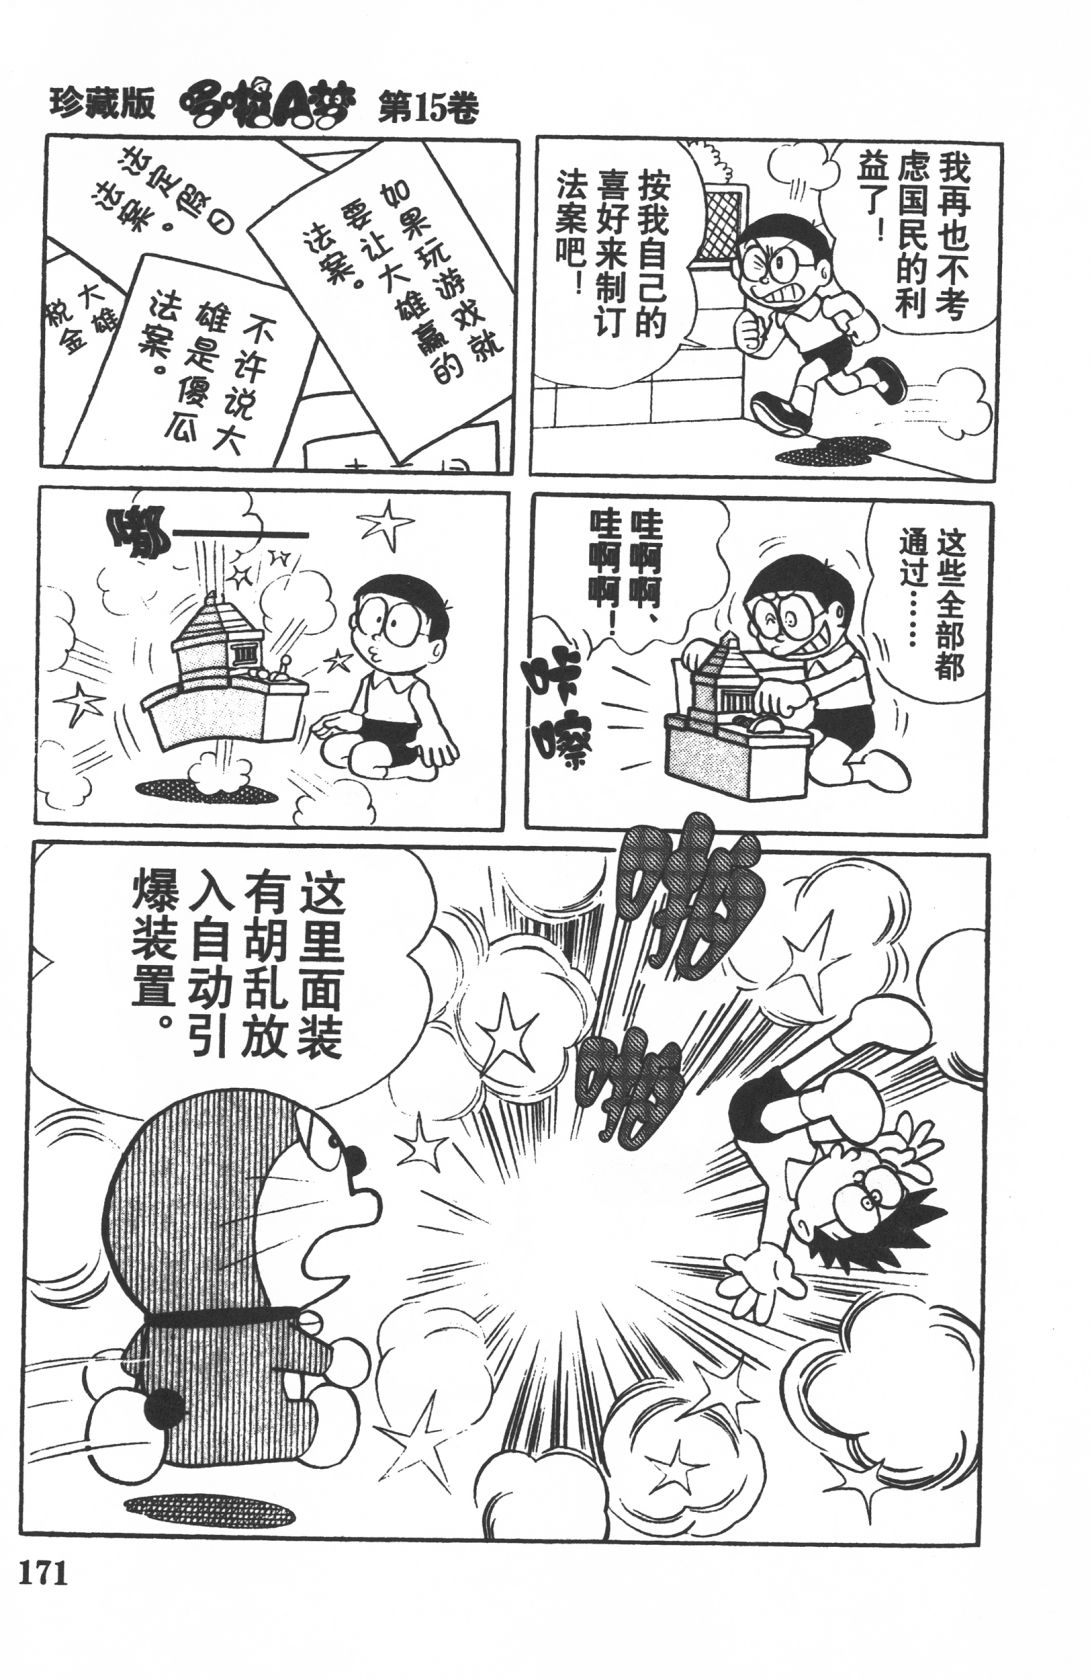 珍藏版 哆啦A梦 第15卷
我再也不考
虑国民的利
益了！
按我自己的
喜好来制订
法案吧！
如果玩游戏就
要让大雄赢的
法案。
法定假日
法案。
不许说大
雄是傻瓜
法案。
大雄
税金
这些全部都
通过……
哇啊啊、
哇啊啊！
咔嚓
这里面装
有胡乱放
入自动引
爆装置。
啪
啪
171